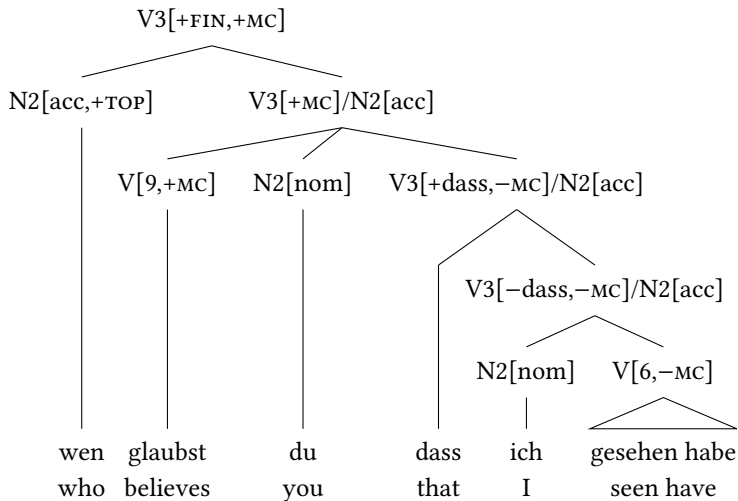 V3[+FIN,+MC]
N2[acc,+TOP] V3[+MC]/N2[acc]
V[9,+MC] N2[nom] V3[+dass,−MC]/N2[acc]
V3[−dass,−MC]/N2[acc]
N2[nom] V[6,−MC]
wen glaubst du dass ich gesehen habe
who believes you that I seen have